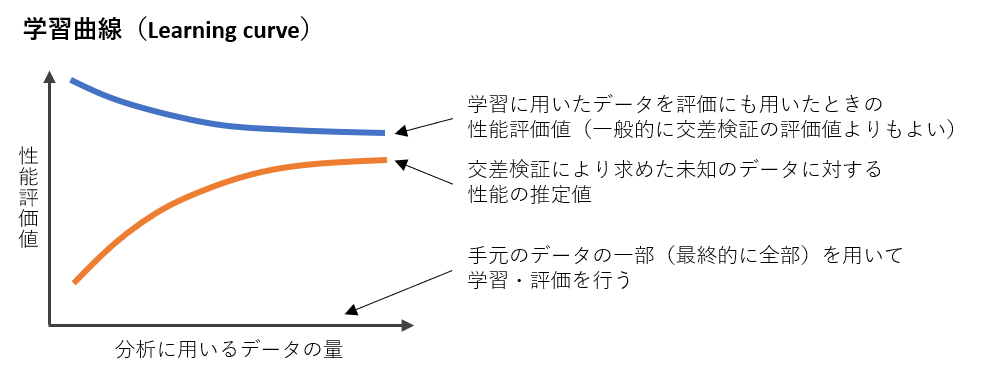 学習曲線（Learning curve）
学習に用いたデータを評価にも用いたときの
性能評価値（一般的に交差検証の評価値よりもよい）
交差検証により求めた未知のデータに対する
性能の推定値
性能評価値
手元のデータの一部（最終的に全部）を用いて
学習・評価を行う
分析に用いるデータの量